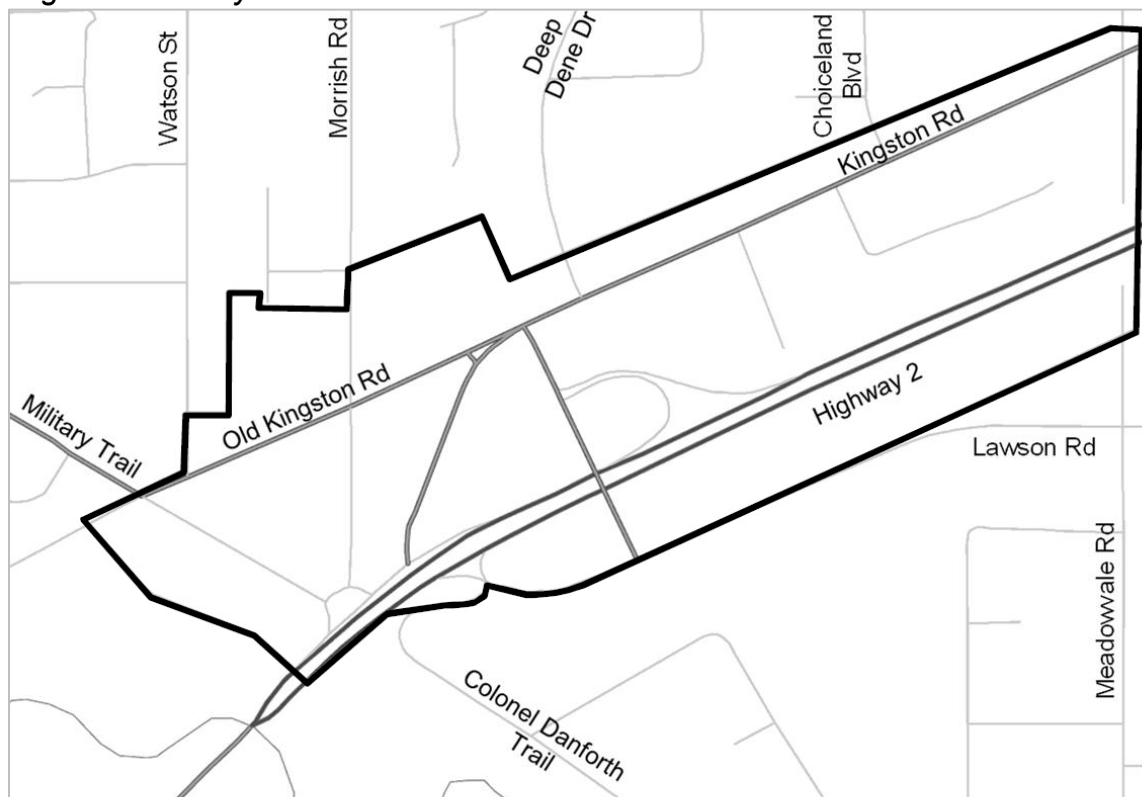 Watson St
Morrish Rd
Deep
Dene Dr
Choiceland
Blvd
Kingston Rd
Old Kingston Rd
Military Trail
Highway 2
Lawson Rd
Meadowvale Rd
Colonel Danforth
Trail